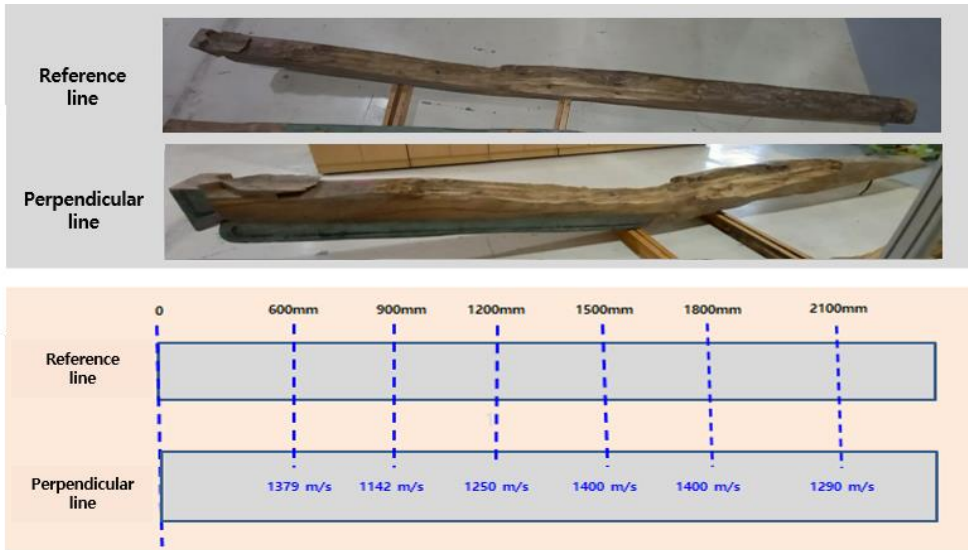 Reference
line
Perpendicular
line
0 600mm 900mm 1200mm 1500mm 1800mm 2100mm
Reference
line
Perpendicular
line
1379 m/s 1142 m/s 1250 m/s 1400 m/s 1400 m/s 1290 m/s